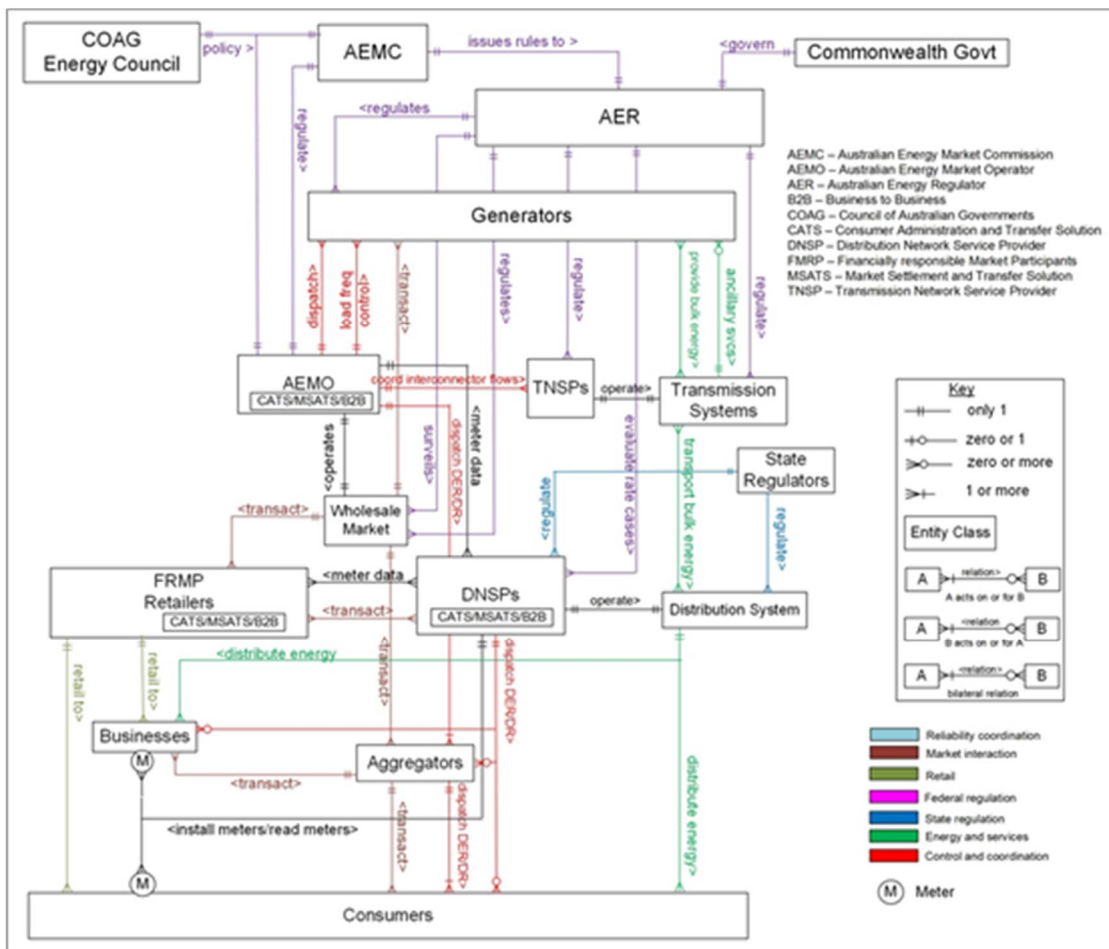 COAG
Energy Council
policy >
AEMC
issues rules to >
<govern
Commonwealth Govt
AER
<regulates
regulate>
AEMC – Australian Energy Market Commission
AEMO – Australian Energy Market Operator
AER – Australian Energy Regulator
B2B – Business to Business
COAG – Council of Australian Governments
CATS – Consumer Administration and Transfer Solution
DNSP – Distribution Network Service Provider
FMRP – Financially responsible Market Participants
MSATS – Market Settlement and Transfer Solution
TNSP – Transmission Network Service Provider
Generators
dispatch>
load freq
control>
<transact>
regulates>
regulate>
provide bulk energy>
ancillary svcs>
regulate>
AEMO
CATS/MSATS/B2B
coord interconnector flows>
TNSPs
operate>
Transmission
Systems
<operates
surveils>
dispatch DER/DR>
<meter data
evaluate rate cases>
transport bulk energy>
State
Regulators
<regulate
regulate>
<transact>
Wholesale
Market
FRMP
Retailers
CATS/MSATS/B2B
<meter data
<transact>
DNSPs
CATS/MSATS/B2B
operate>
Distribution System
<distribute energy
retail to>
retail to>
<transact>
dispatch DER/DR>
Businesses
M
Aggregators
<transact>
<install meters/read meters>
<transact>
dispatch DER/DR>
distribute energy>
M
Consumers
Key
only 1
zero or 1
zero or more
1 or more
Entity Class
A
relation>
B
A acts on or for B
A
<relation
B
B acts on or for A
A
<relation>
B
bilateral relation
Reliability coordination
Market interaction
Retail
Federal regulation
State regulation
Energy and services
Control and coordination
M
Meter